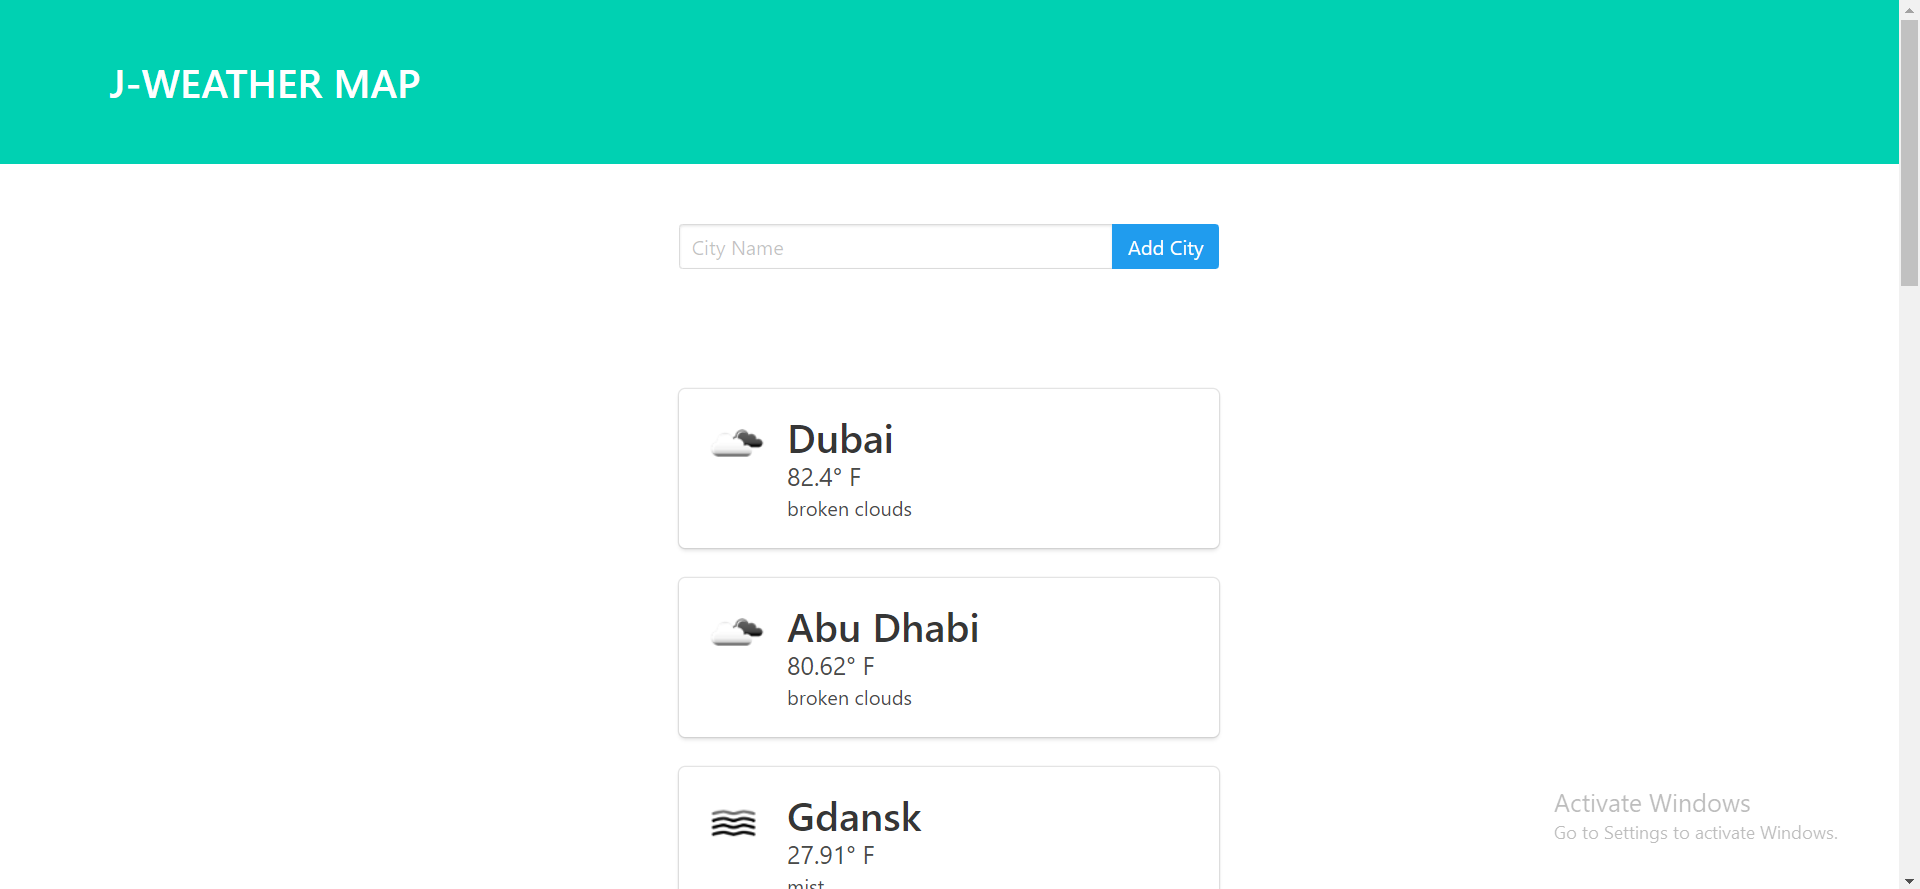 J-WEATHER MAP
City Name
Add City
Dubai
82.4° F
broken clouds
Abu Dhabi
80.62° F
broken clouds
Gdansk
27.91° F
mist
Activate Windows
Go to Settings to activate Windows.